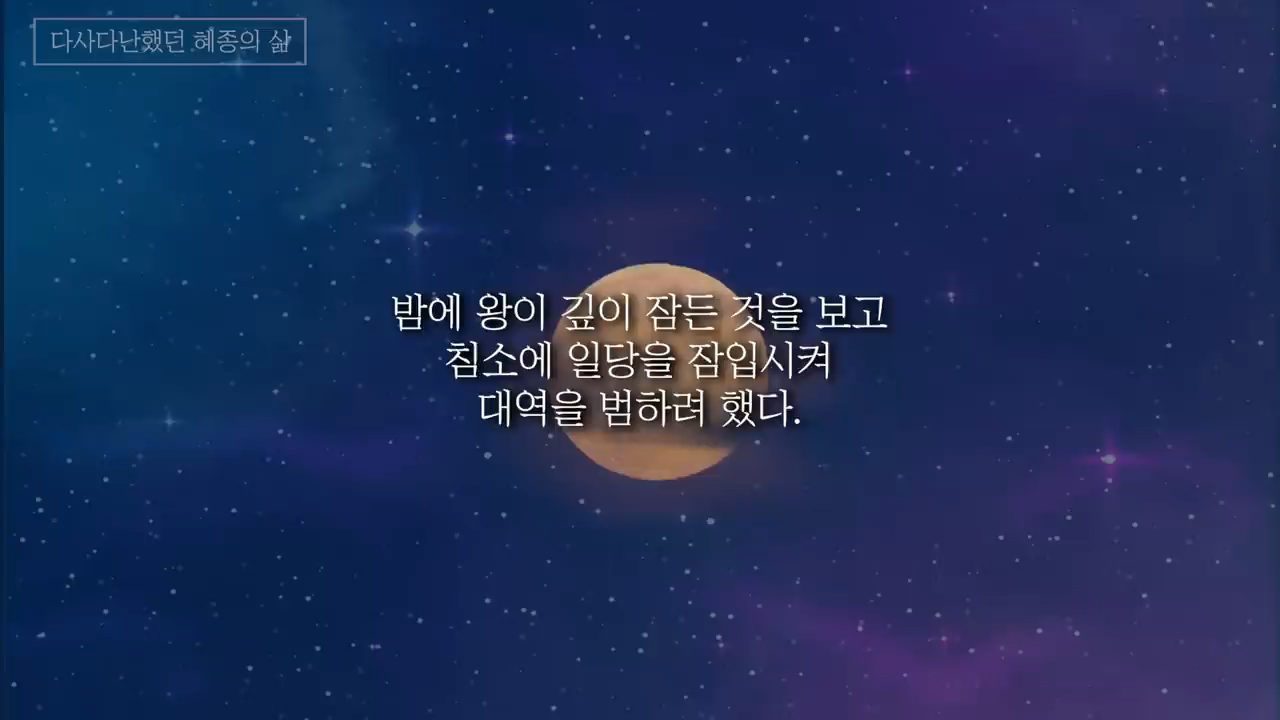 다사다난했던 혜종의 삶
밤에 왕이 깊이 잠든 것을 보고
침소에 일당을 잠입시켜
대역을 범하려 했다.